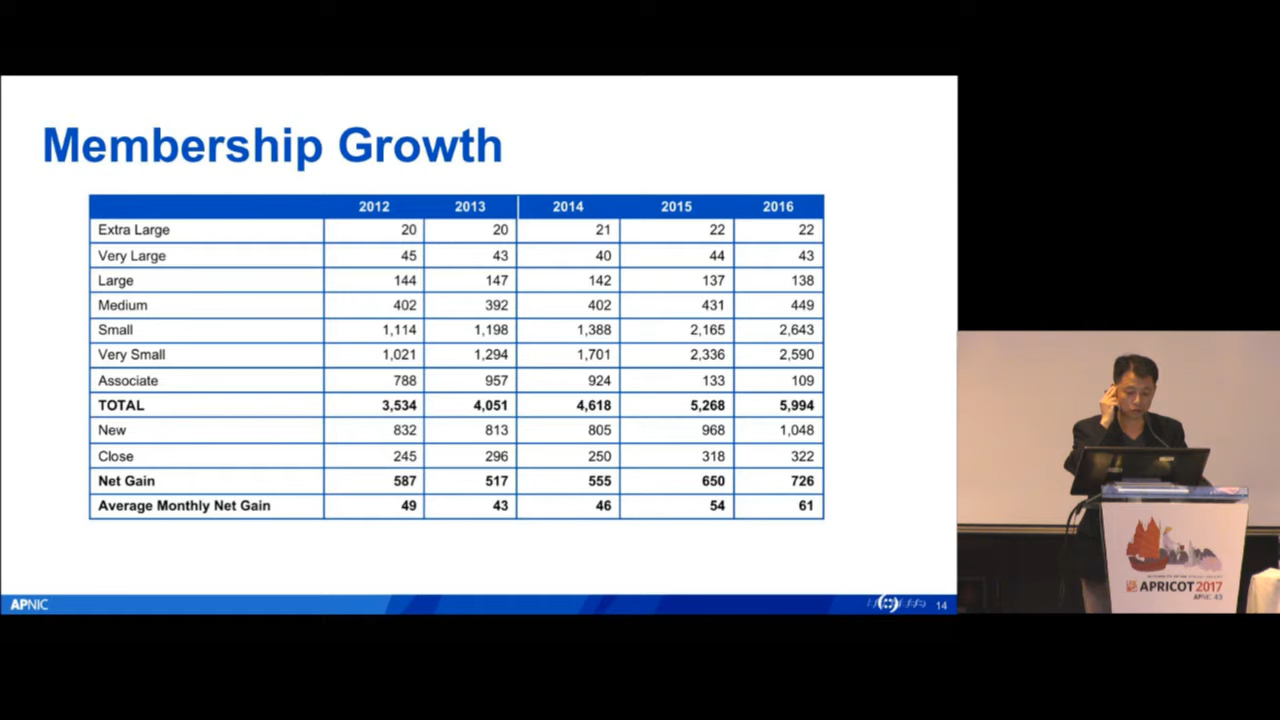 Membership Growth
2012 2013 2014 2015 2016
Extra Large 20 20 21 22 22
Very Large 45 43 40 44 43
Large 144 147 142 137 138
Medium 402 392 402 431 449
Small 1,114 1,198 1,388 2,165 2,643
Very Small 1,021 1,294 1,701 2,336 2,590
Associate 788 957 924 133 109
TOTAL 3,534 4,051 4,618 5,268 5,994
New 832 813 805 968 1,048
Close 245 296 250 318 322
Net Gain 587 517 555 650 726
Average Monthly Net Gain 49 43 46 54 61
APNIC 14
APRICOT 2017
APNIC 43